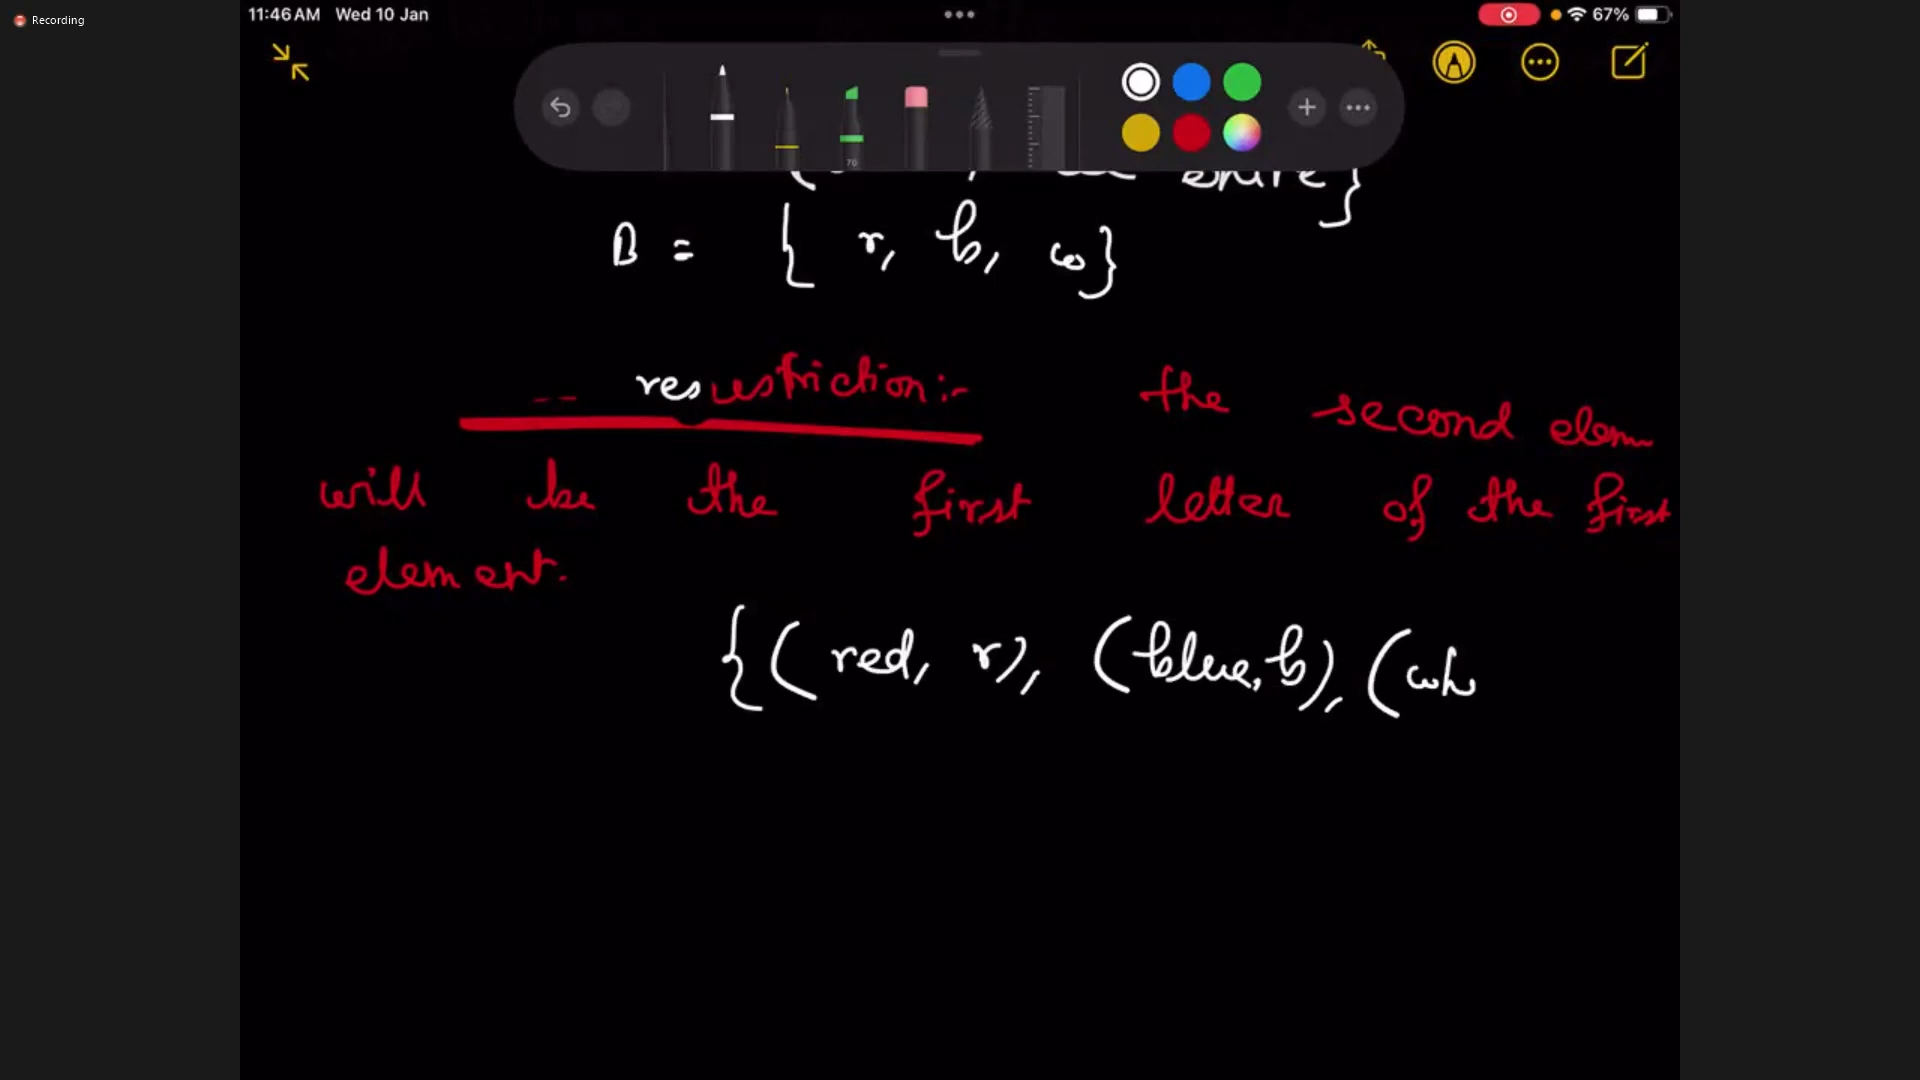 Recording
11:46 AM Wed 10 Jan
67%
70
B = { r, b, w}
restriction:- the second elem
will be the first letter of the first
element.
{( red, r), (blue, b), (wh